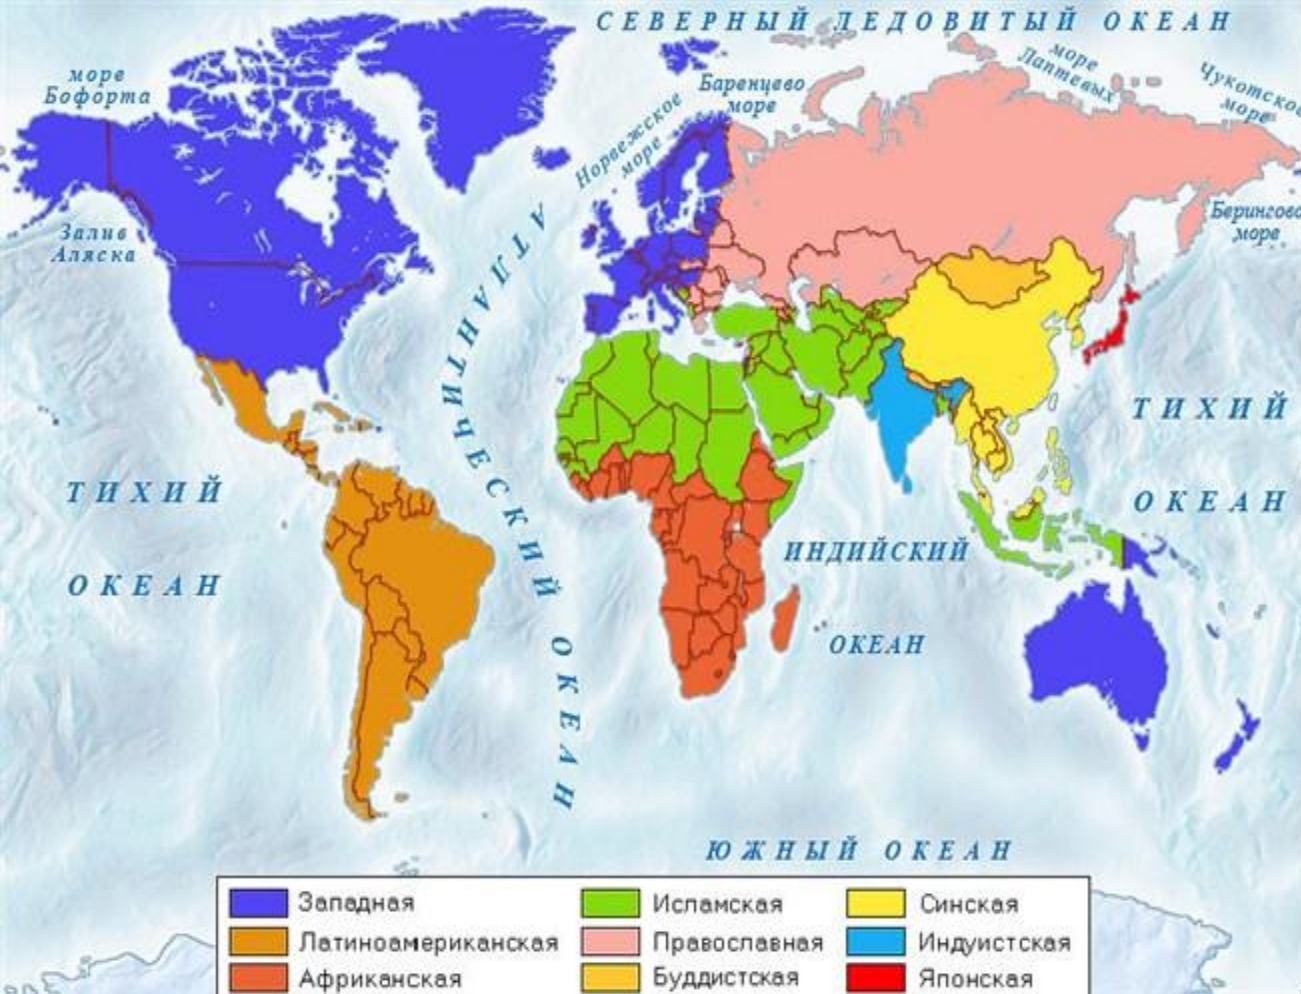 СЕВЕРНЫЙ ЛЕДОВИТЫЙ ОКЕАН
море
Бофорта
Норвежское
море
Баренцево
море
море
Лаптевых
Чукотское
море
Залив
Аляска
Берингово
море
АТЛАНТИЧЕСКИЙ ОКЕАН
ТИХИЙ
ОКЕАН
ТИХИЙ
ОКЕАН
ИНДИЙСКИЙ
ОКЕАН
ЮЖНЫЙ ОКЕАН
Западная
Латиноамериканская
Африканская
Исламская
Православная
Буддистская
Синская
Индуистская
Японская